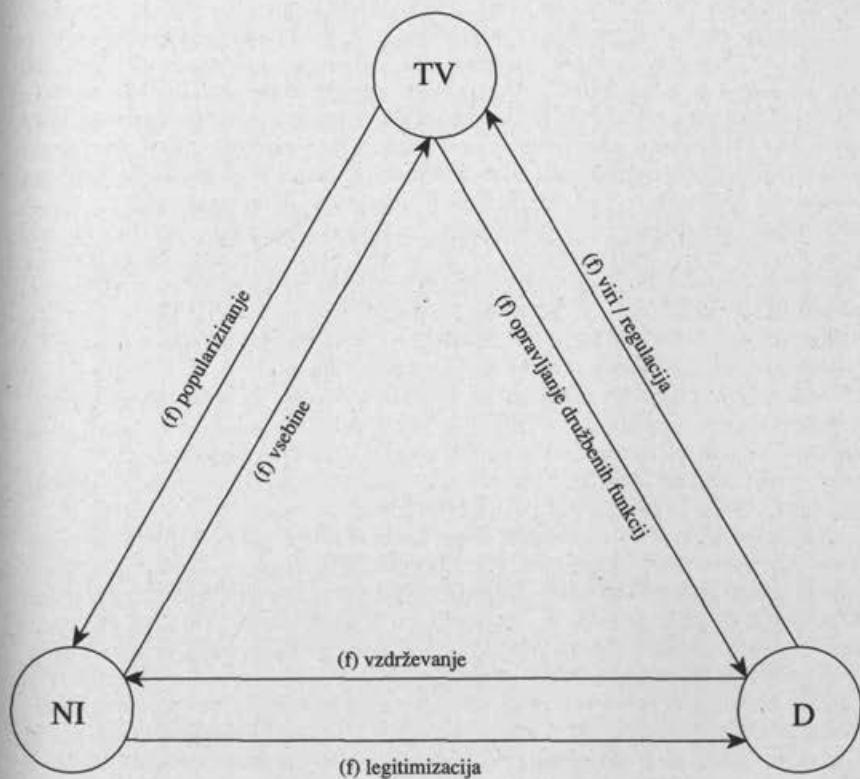 TV
(f) populariziranje
(f) vsebine
(f) opravljanje družbenih funkcij
(f) viri / regulacija
(f) vzdrževanje
NI
D
(f) legitimizacija